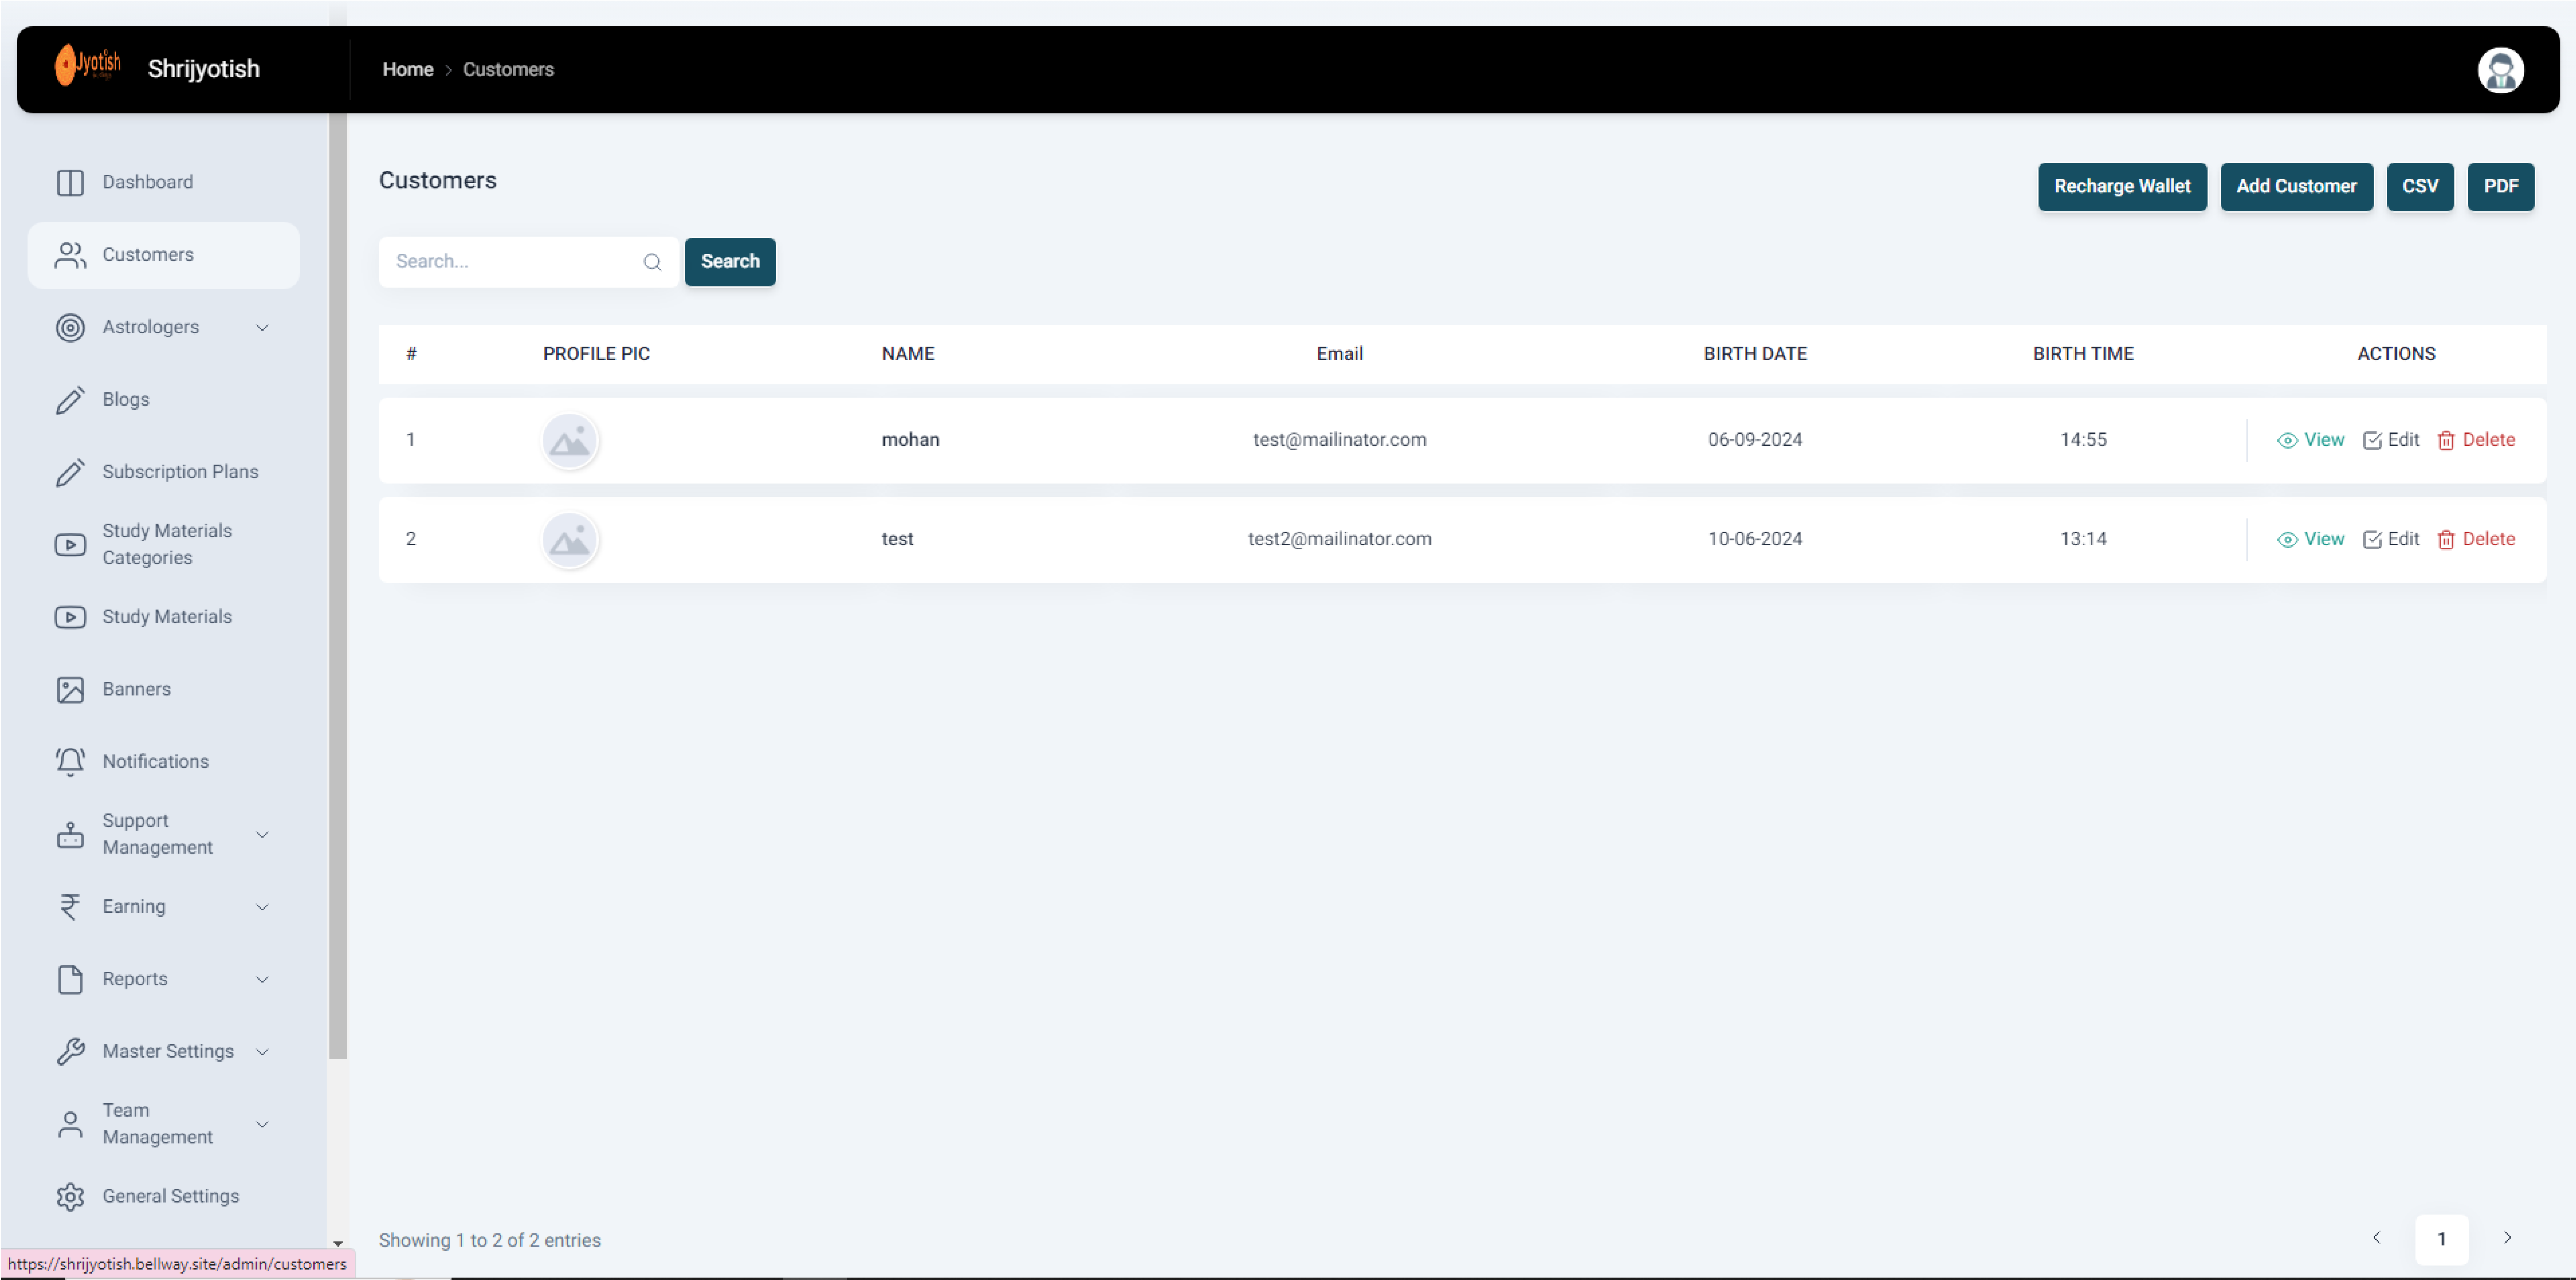 Jyotish
Shrijyotish
Home > Customers
Dashboard
Customers
Astrologers
Blogs
Subscription Plans
Study Materials
Categories
Study Materials
Banners
Notifications
Support
Management
Earning
Reports
Master Settings
Team
Management
General Settings
Customers
Recharge Wallet Add Customer CSV PDF
Search... Search
# PROFILE PIC NAME Email BIRTH DATE BIRTH TIME ACTIONS
1 mohan test@mailinator.com 06-09-2024 14:55 View Edit Delete
2 test test2@mailinator.com 10-06-2024 13:14 View Edit Delete
Showing 1 to 2 of 2 entries
1
https://shrijyotish.bellway.site/admin/customers